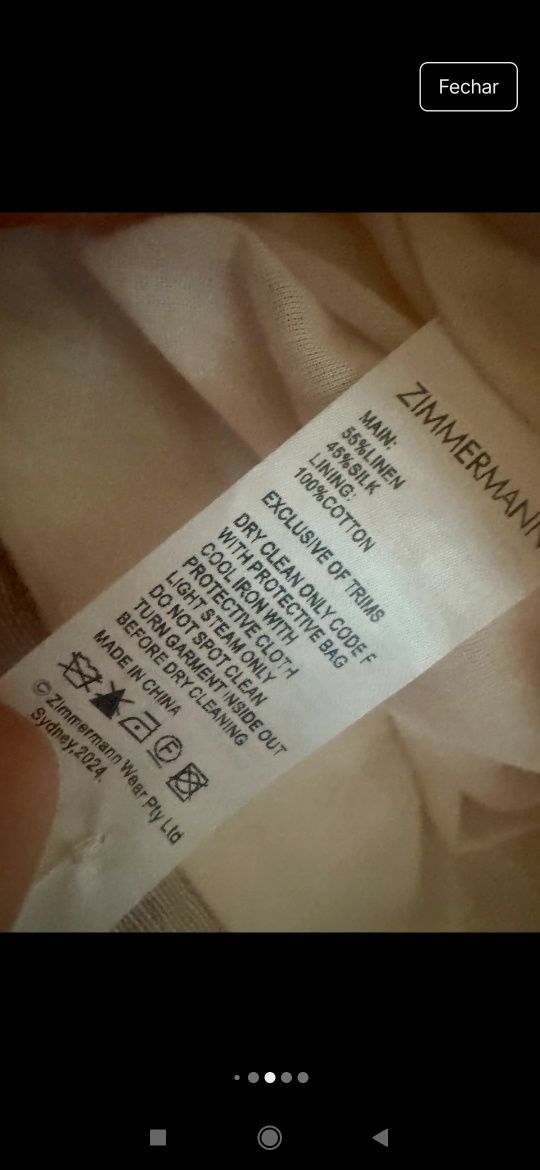 Fechar
ZIMMERMANN
MAIN:
55%LINEN
45%SILK
LINING:
100%COTTON
EXCLUSIVE OF TRIMS
DRY CLEAN ONLY CODE F
WITH PROTECTIVE BAG
COOL IRON WITH
PROTECTIVE CLOTH
LIGHT STEAM ONLY
DO NOT SPOT CLEAN
TURN GARMENT INSIDE OUT
BEFORE DRY CLEANING
MADE IN CHINA
F
© Zimmermann Wear Pty Ltd
Sydney,2024.